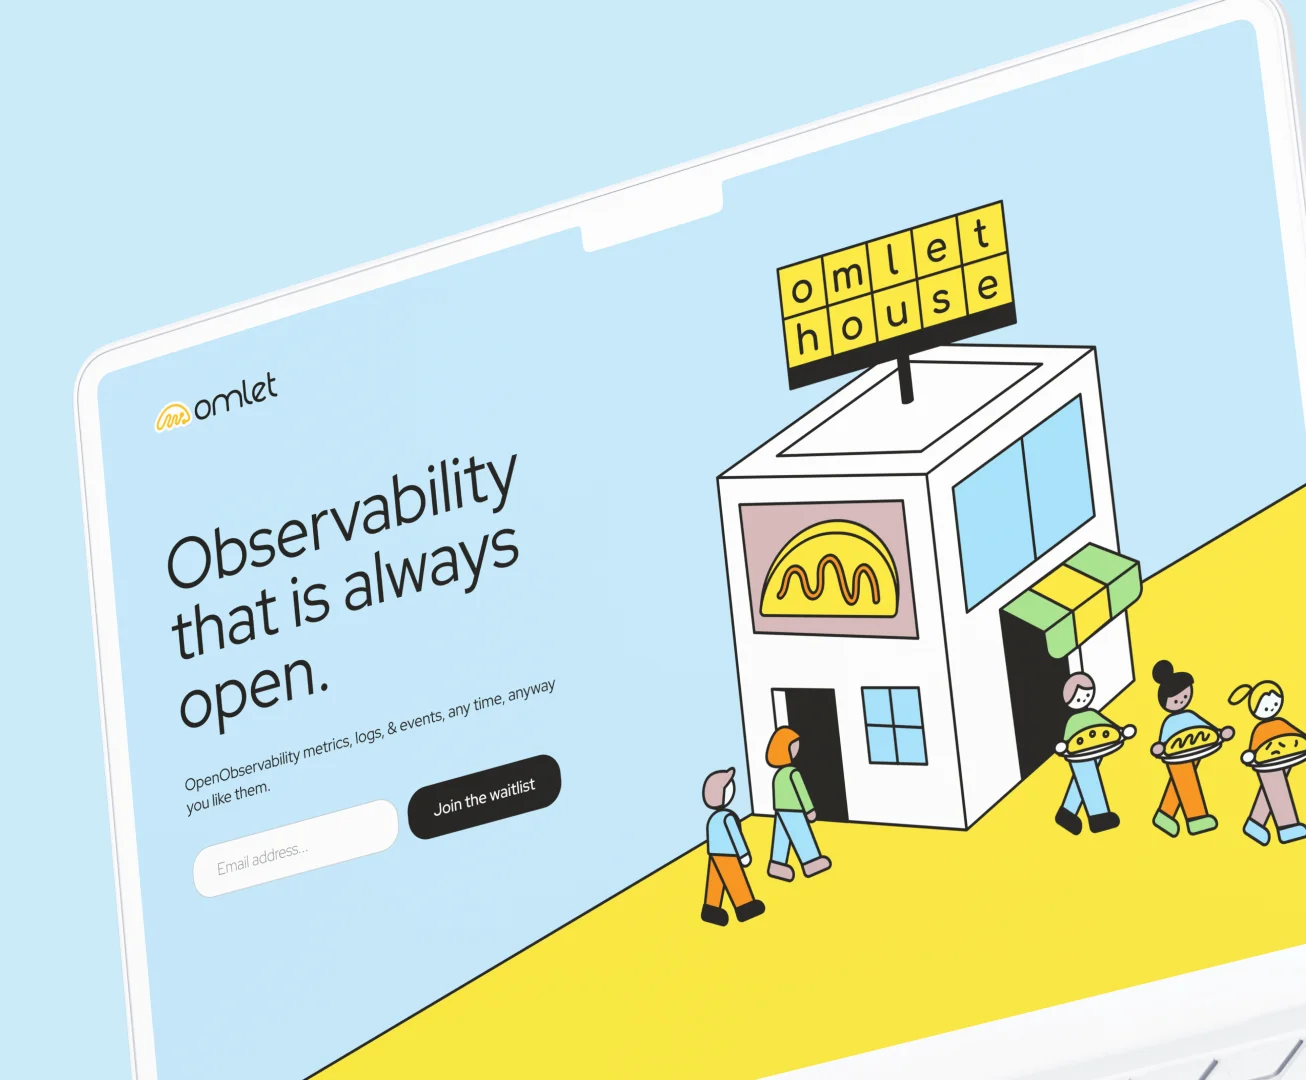 omlet
house
omlet
Observability
that is always
open.
OpenObservability metrics, logs, & events, any time, anyway
you like them.
Email address...
Join the waitlist